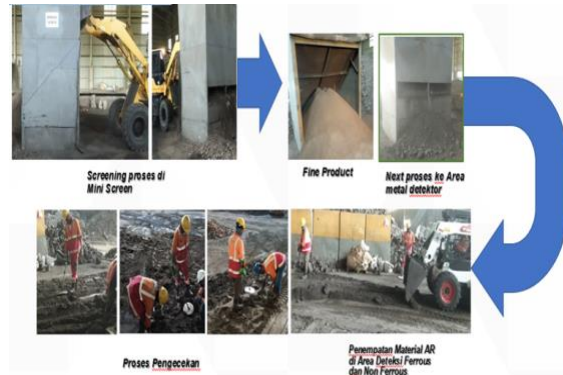 Screening proses di
Mini Screen
Fine Product
Next proses ke Area
metal detektor
Proses Pengecekan
Penempatan Material AR
di Area Deteksi Ferrous
dan Non Ferrous